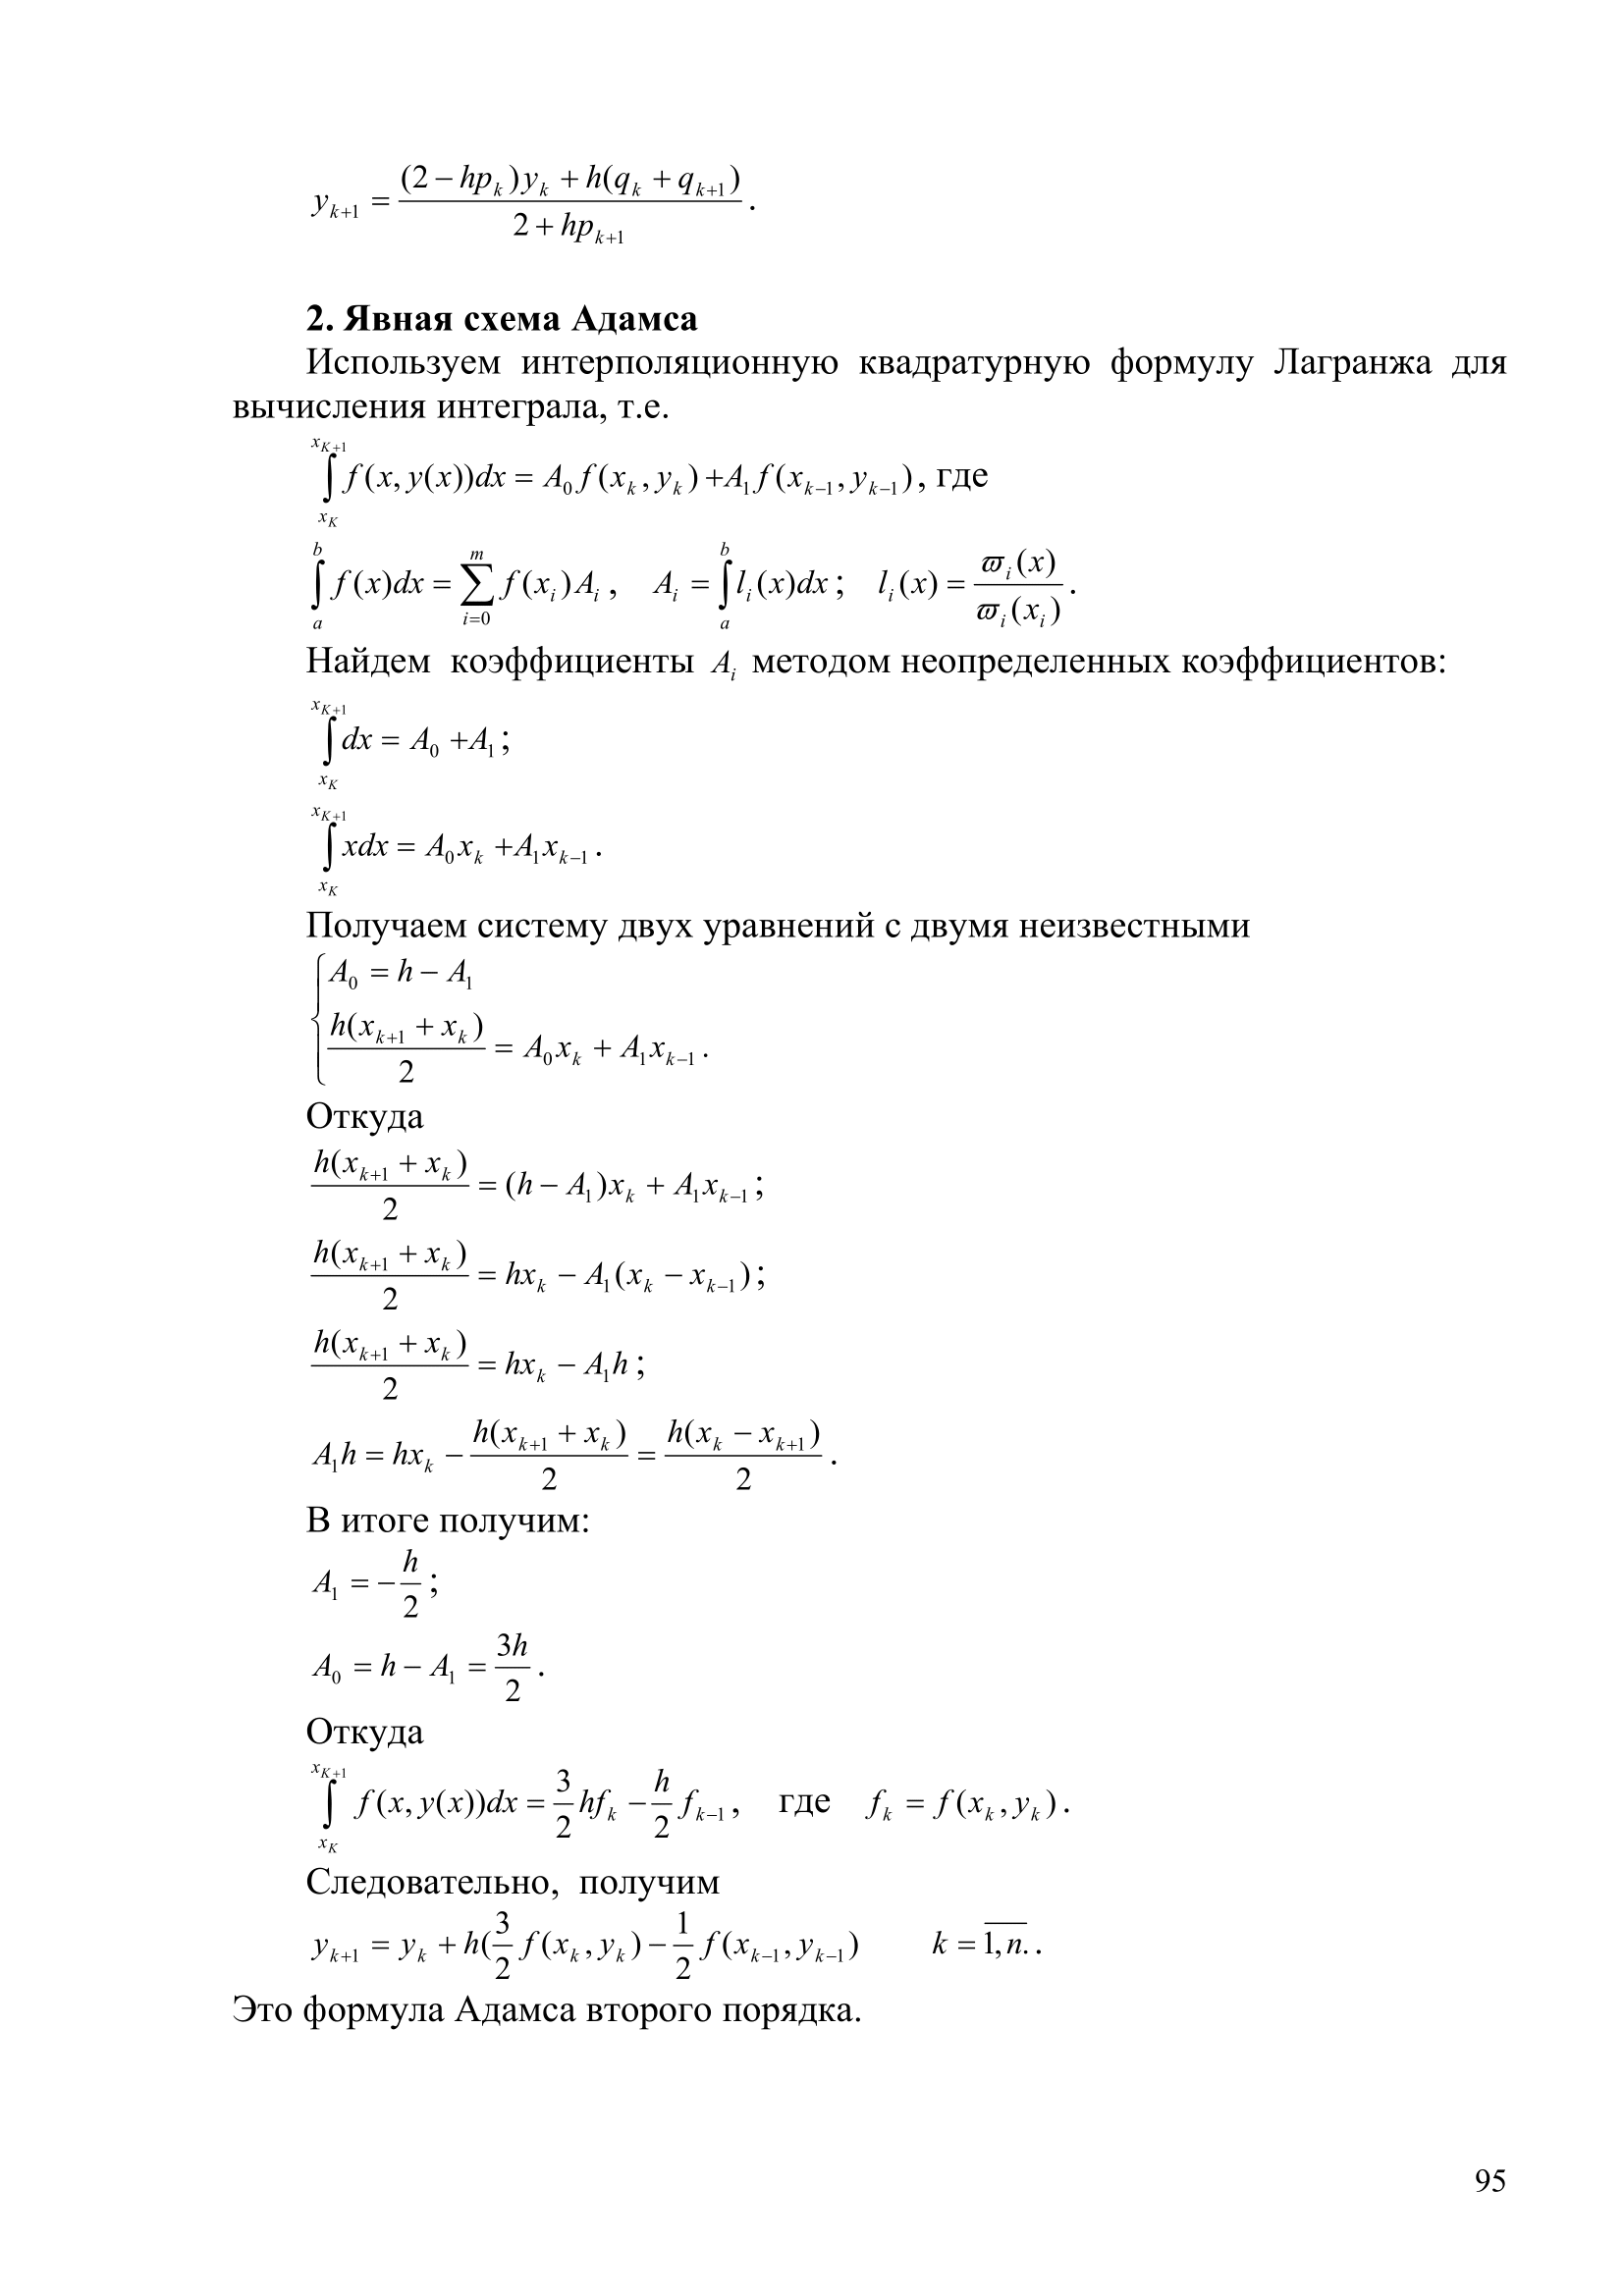 y_{k+1} = \frac{(2 - hp_k)y_k + h(q_k + q_{k+1})}{2 + hp_{k+1}}.
2. Явная схема Адамса
Используем интерполяционную квадратурную формулу Лагранжа для
вычисления интеграла, т.е.
\int_{x_K}^{x_{K+1}} f(x, y(x))dx = A_0 f(x_k, y_k) + A_1 f(x_{k-1}, y_{k-1}), где
\int_a^b f(x)dx = \sum_{i=0}^m f(x_i)A_i, A_i = \int_a^b l_i(x)dx; l_i(x) = \frac{\varpi_i(x)}{\varpi_i(x_i)}.
Найдем коэффициенты A_i методом неопределенных коэффициентов:
\int_{x_K}^{x_{K+1}} dx = A_0 + A_1;
\int_{x_K}^{x_{K+1}} xdx = A_0 x_k + A_1 x_{k-1}.
Получаем систему двух уравнений с двумя неизвестными
\begin{cases} A_0 = h - A_1 \\ \frac{h(x_{k+1} + x_k)}{2} = A_0 x_k + A_1 x_{k-1}. \end{cases}
Откуда
\frac{h(x_{k+1} + x_k)}{2} = (h - A_1)x_k + A_1 x_{k-1};
\frac{h(x_{k+1} + x_k)}{2} = hx_k - A_1(x_k - x_{k-1});
\frac{h(x_{k+1} + x_k)}{2} = hx_k - A_1 h;
A_1 h = hx_k - \frac{h(x_{k+1} + x_k)}{2} = \frac{h(x_k - x_{k+1})}{2}.
В итоге получим:
A_1 = -\frac{h}{2};
A_0 = h - A_1 = \frac{3h}{2}.
Откуда
\int_{x_K}^{x_{K+1}} f(x, y(x))dx = \frac{3}{2}hf_k - \frac{h}{2}f_{k-1}, где f_k = f(x_k, y_k).
Следовательно, получим
y_{k+1} = y_k + h(\frac{3}{2}f(x_k, y_k) - \frac{1}{2}f(x_{k-1}, y_{k-1}) k = \overline{1, n.}.
Это формула Адамса второго порядка.
95